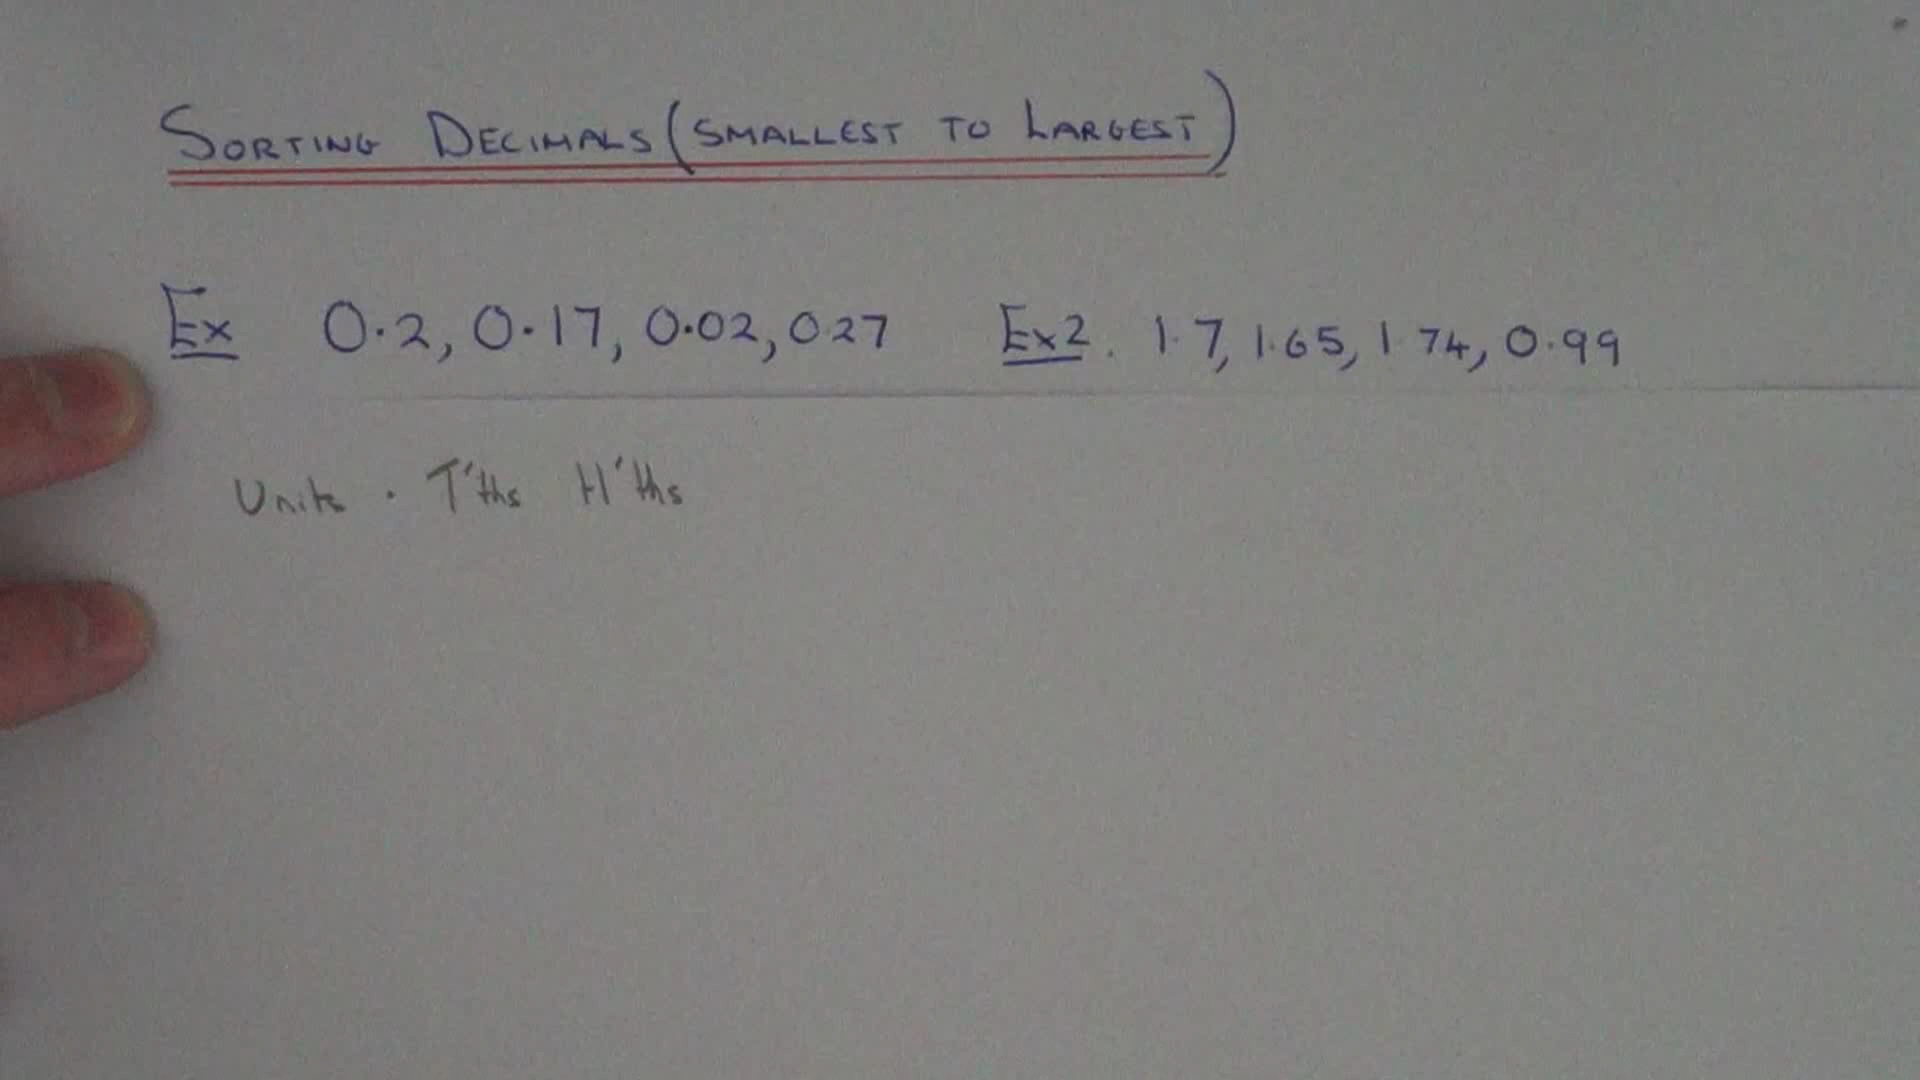 SORTING DECIMALS (SMALLEST TO LARGEST)
Ex 0.2, 0.17, 0.02, 0.27 Ex2. 1.7, 1.65, 1.74, 0.99
Units . T'ths H'ths